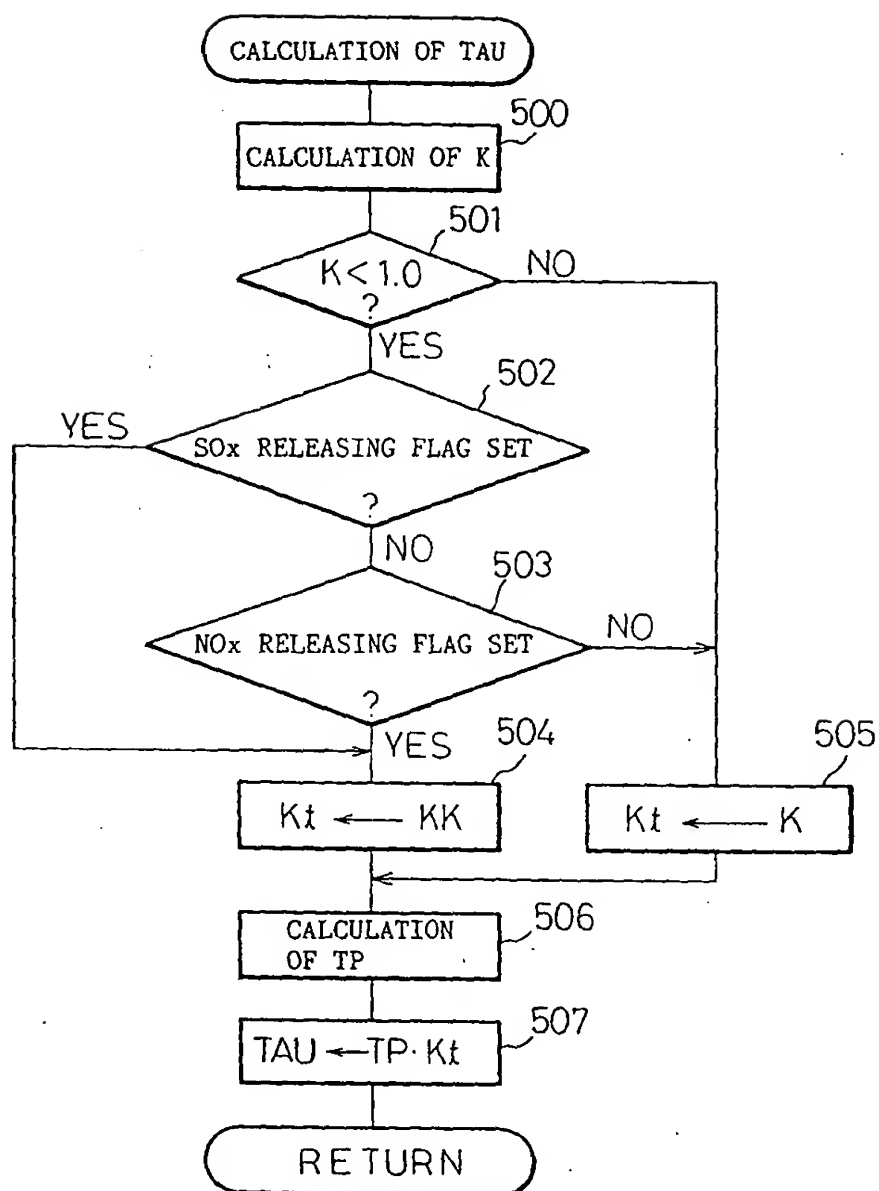 CALCULATION OF TAU
500
CALCULATION OF K
501
K < 1.0
?
NO
YES
502
YES
SOx RELEASING FLAG SET
?
NO
503
NOx RELEASING FLAG SET
NO
?
YES
504
505
Kt ← KK
Kt ← K
506
CALCULATION
OF TP
507
TAU ← TP · Kt
RETURN